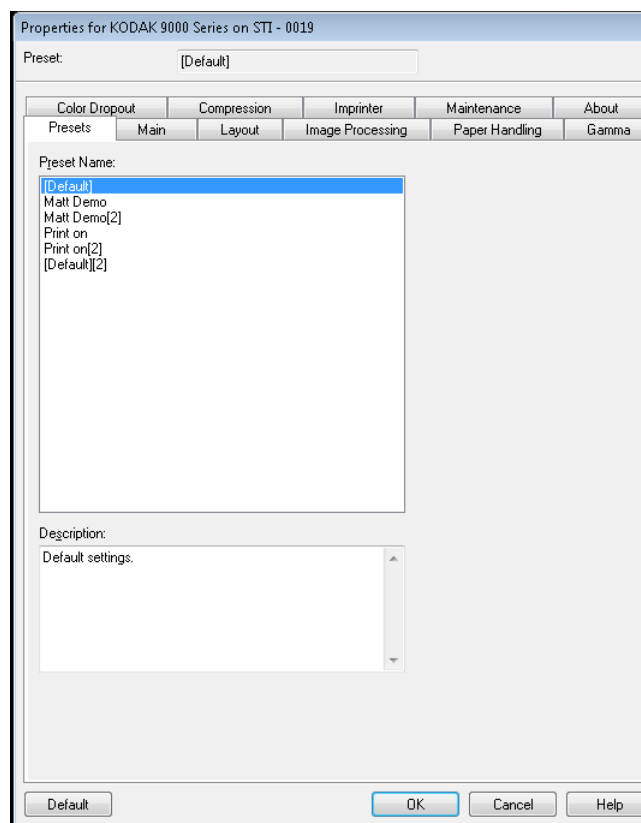 Properties for KODAK 9000 Series on STI - 0019
Preset: [Default]
Color Dropout Compression Imprinter Maintenance About
Presets Main Layout Image Processing Paper Handling Gamma
Preset Name:
[Default]
Matt Demo
Matt Demo[2]
Print on
Print on[2]
[Default][2]
Description:
Default settings.
Default OK Cancel Help